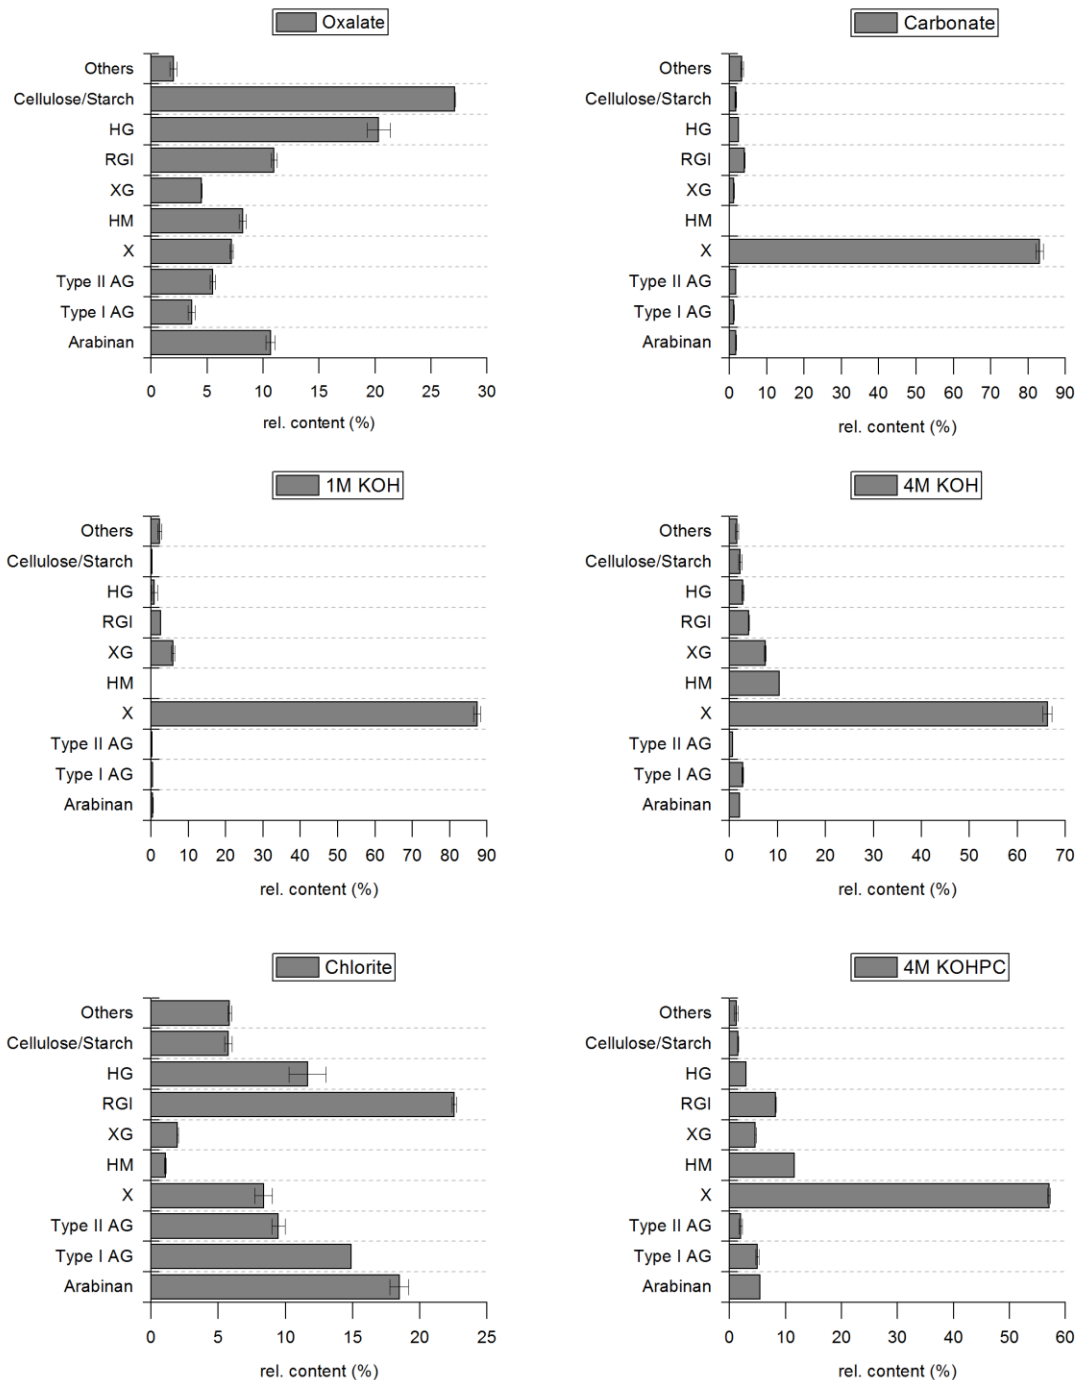 Oxalate
Others
Cellulose/Starch
HG
RGI
XG
HM
X
Type II AG
Type I AG
Arabinan
0 5 10 15 20 25 30
rel. content (%)
Carbonate
Others
Cellulose/Starch
HG
RGI
XG
HM
X
Type II AG
Type I AG
Arabinan
0 10 20 30 40 50 60 70 80 90
rel. content (%)
1M KOH
Others
Cellulose/Starch
HG
RGI
XG
HM
X
Type II AG
Type I AG
Arabinan
0 10 20 30 40 50 60 70 80 90
rel. content (%)
4M KOH
Others
Cellulose/Starch
HG
RGI
XG
HM
X
Type II AG
Type I AG
Arabinan
0 10 20 30 40 50 60 70
rel. content (%)
Chlorite
Others
Cellulose/Starch
HG
RGI
XG
HM
X
Type II AG
Type I AG
Arabinan
0 5 10 15 20 25
rel. content (%)
4M KOHPC
Others
Cellulose/Starch
HG
RGI
XG
HM
X
Type II AG
Type I AG
Arabinan
0 10 20 30 40 50 60
rel. content (%)